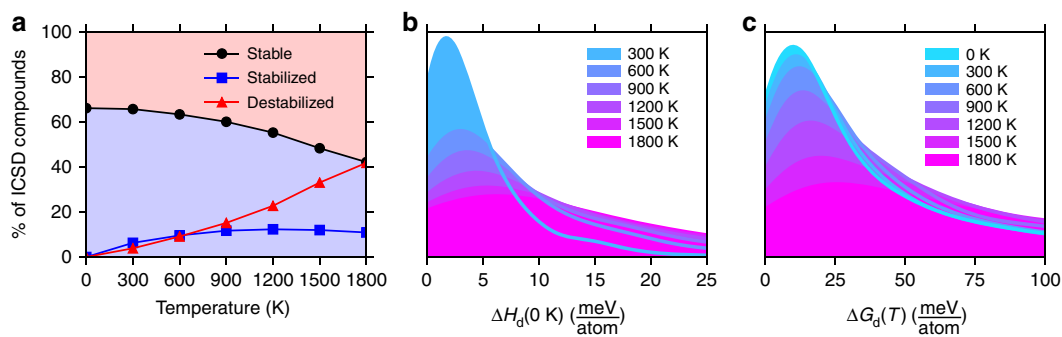 a
% of ICSD compounds
100
80
60
40
20
0
Stable
Stabilized
Destabilized
0 300 600 900 1200 1500 1800
Temperature (K)
b
300 K
600 K
900 K
1200 K
1500 K
1800 K
0 5 10 15 20 25
ΔH_d(0 K) (meV/atom)
c
0 K
300 K
600 K
900 K
1200 K
1500 K
1800 K
0 25 50 75 100
ΔG_d(T) (meV/atom)